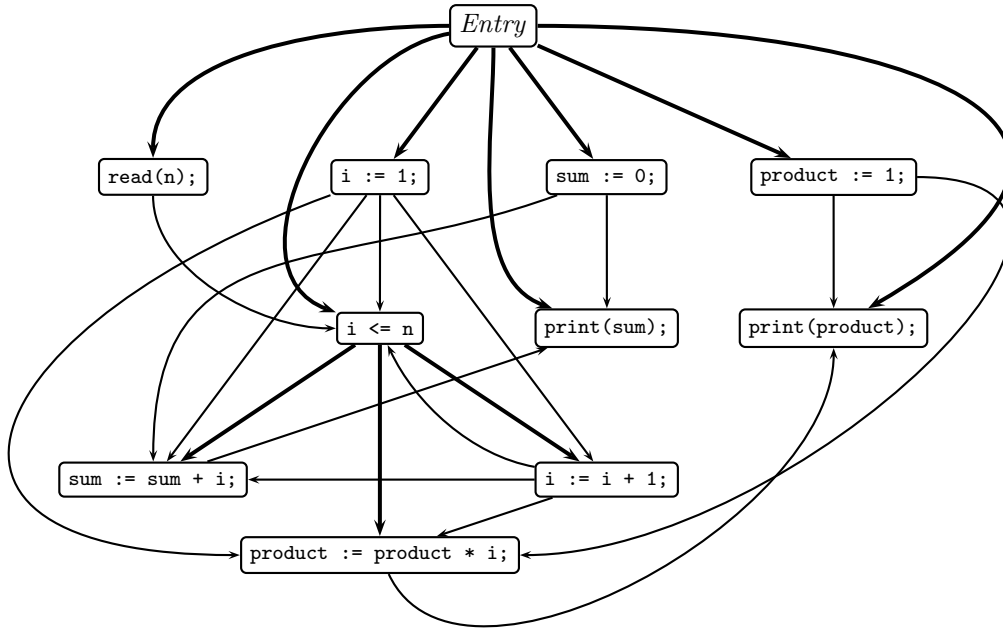 Entry
read(n);
i := 1;
sum := 0;
product := 1;
i <= n
print(sum);
print(product);
sum := sum + i;
i := i + 1;
product := product * i;